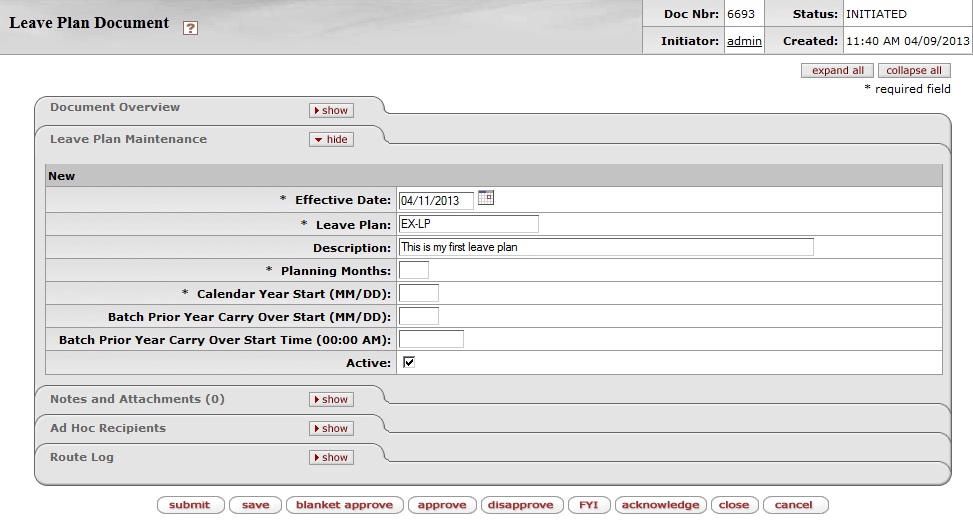 Leave Plan Document ?
Doc Nbr: 6693 Status: INITIATED
Initiator: admin Created: 11:40 AM 04/09/2013
expand all collapse all
* required field
Document Overview show
Leave Plan Maintenance hide
New
* Effective Date: 04/11/2013
* Leave Plan: EX-LP
Description: This is my first leave plan
* Planning Months:
* Calendar Year Start (MM/DD):
Batch Prior Year Carry Over Start (MM/DD):
Batch Prior Year Carry Over Start Time (00:00 AM):
Active:
Notes and Attachments (0) show
Ad Hoc Recipients show
Route Log show
submit save blanket approve approve disapprove FYI acknowledge close cancel